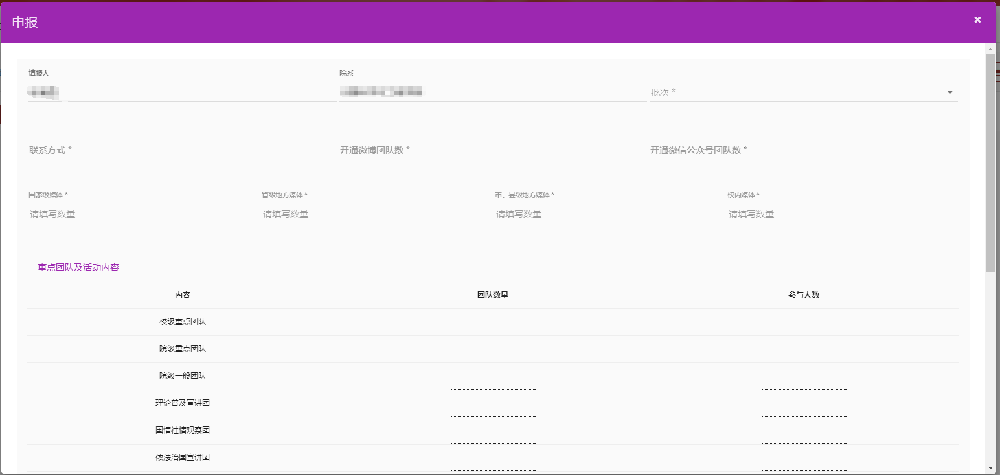 申报
填报人 院系
批次 *
联系方式 * 开通微博团队数 * 开通微信公众号团队数 *
国家级媒体 * 省级地方媒体 * 市、县级地方媒体 * 校内媒体 *
请填写数量 请填写数量 请填写数量 请填写数量
重点团队及活动内容
内容 团队数量 参与人数
校级重点团队
院级重点团队
院级一般团队
理论普及宣讲团
国情社情观察团
依法治国宣讲团